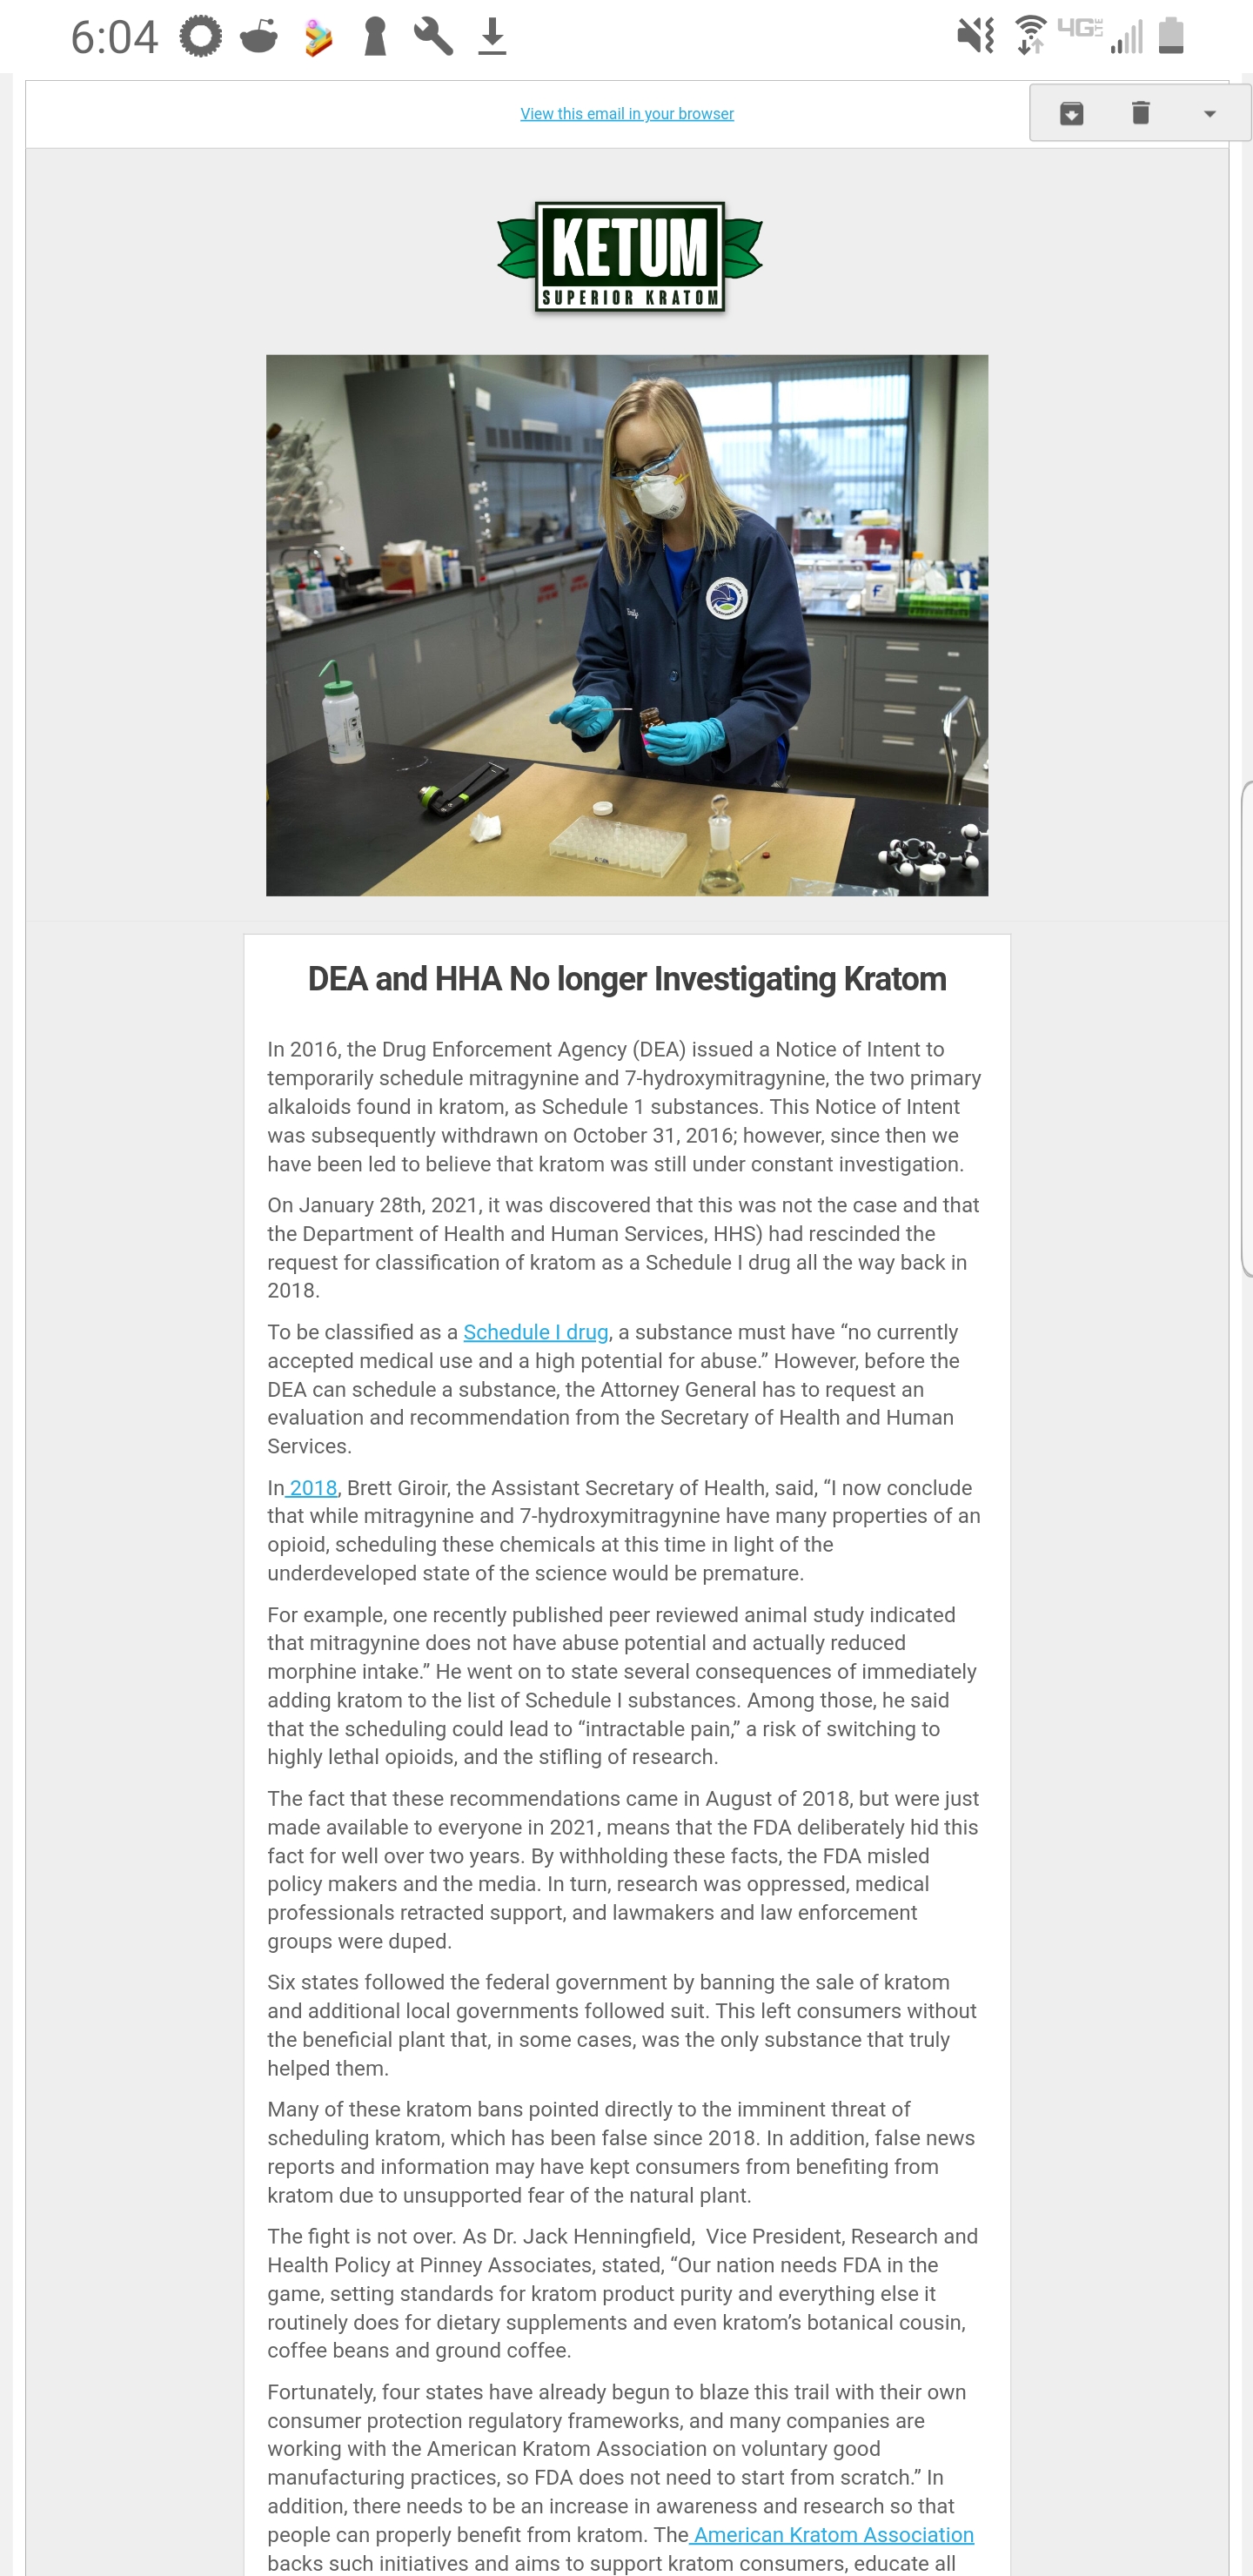 6:04
4G LTE
View this email in your browser
KETUM
SUPERIOR KRATOM
Emily
F
DEA and HHA No longer Investigating Kratom
In 2016, the Drug Enforcement Agency (DEA) issued a Notice of Intent to
temporarily schedule mitragynine and 7-hydroxymitragynine, the two primary
alkaloids found in kratom, as Schedule 1 substances. This Notice of Intent
was subsequently withdrawn on October 31, 2016; however, since then we
have been led to believe that kratom was still under constant investigation.
On January 28th, 2021, it was discovered that this was not the case and that
the Department of Health and Human Services, HHS) had rescinded the
request for classification of kratom as a Schedule I drug all the way back in
2018.
To be classified as a Schedule I drug, a substance must have “no currently
accepted medical use and a high potential for abuse.” However, before the
DEA can schedule a substance, the Attorney General has to request an
evaluation and recommendation from the Secretary of Health and Human
Services.
In 2018, Brett Giroir, the Assistant Secretary of Health, said, “I now conclude
that while mitragynine and 7-hydroxymitragynine have many properties of an
opioid, scheduling these chemicals at this time in light of the
underdeveloped state of the science would be premature.
For example, one recently published peer reviewed animal study indicated
that mitragynine does not have abuse potential and actually reduced
morphine intake.” He went on to state several consequences of immediately
adding kratom to the list of Schedule I substances. Among those, he said
that the scheduling could lead to “intractable pain,” a risk of switching to
highly lethal opioids, and the stifling of research.
The fact that these recommendations came in August of 2018, but were just
made available to everyone in 2021, means that the FDA deliberately hid this
fact for well over two years. By withholding these facts, the FDA misled
policy makers and the media. In turn, research was oppressed, medical
professionals retracted support, and lawmakers and law enforcement
groups were duped.
Six states followed the federal government by banning the sale of kratom
and additional local governments followed suit. This left consumers without
the beneficial plant that, in some cases, was the only substance that truly
helped them.
Many of these kratom bans pointed directly to the imminent threat of
scheduling kratom, which has been false since 2018. In addition, false news
reports and information may have kept consumers from benefiting from
kratom due to unsupported fear of the natural plant.
The fight is not over. As Dr. Jack Henningfield,  Vice President, Research and
Health Policy at Pinney Associates, stated, “Our nation needs FDA in the
game, setting standards for kratom product purity and everything else it
routinely does for dietary supplements and even kratom’s botanical cousin,
coffee beans and ground coffee.
Fortunately, four states have already begun to blaze this trail with their own
consumer protection regulatory frameworks, and many companies are
working with the American Kratom Association on voluntary good
manufacturing practices, so FDA does not need to start from scratch.” In
addition, there needs to be an increase in awareness and research so that
people can properly benefit from kratom. The American Kratom Association
backs such initiatives and aims to support kratom consumers, educate all